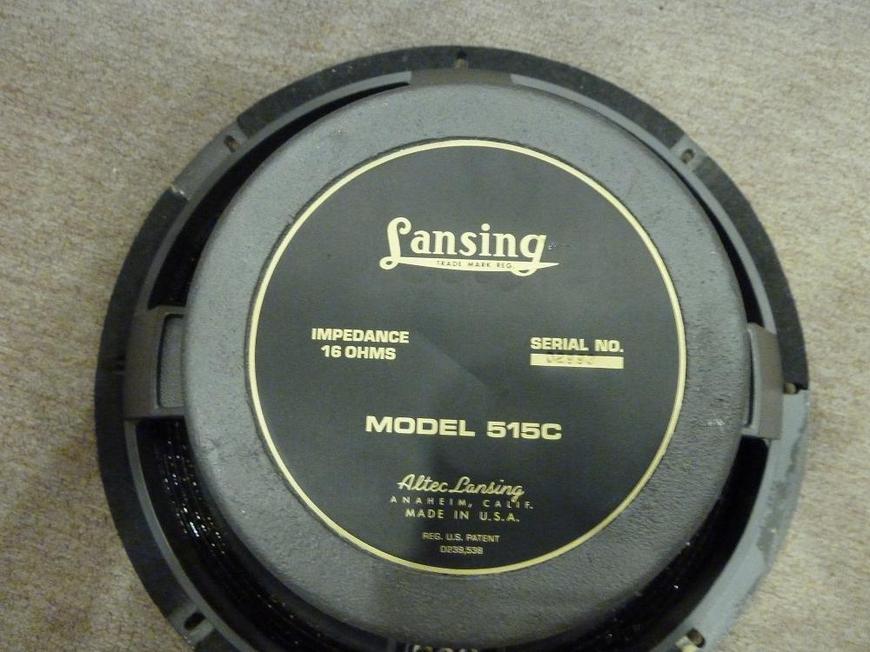 Lansing
TRADE MARK REG.
IMPEDANCE
16 OHMS
SERIAL NO.
MODEL 515C
Altec Lansing
ANAHEIM, CALIF.
MADE IN U.S.A.
REG. U.S. PATENT
D239,538